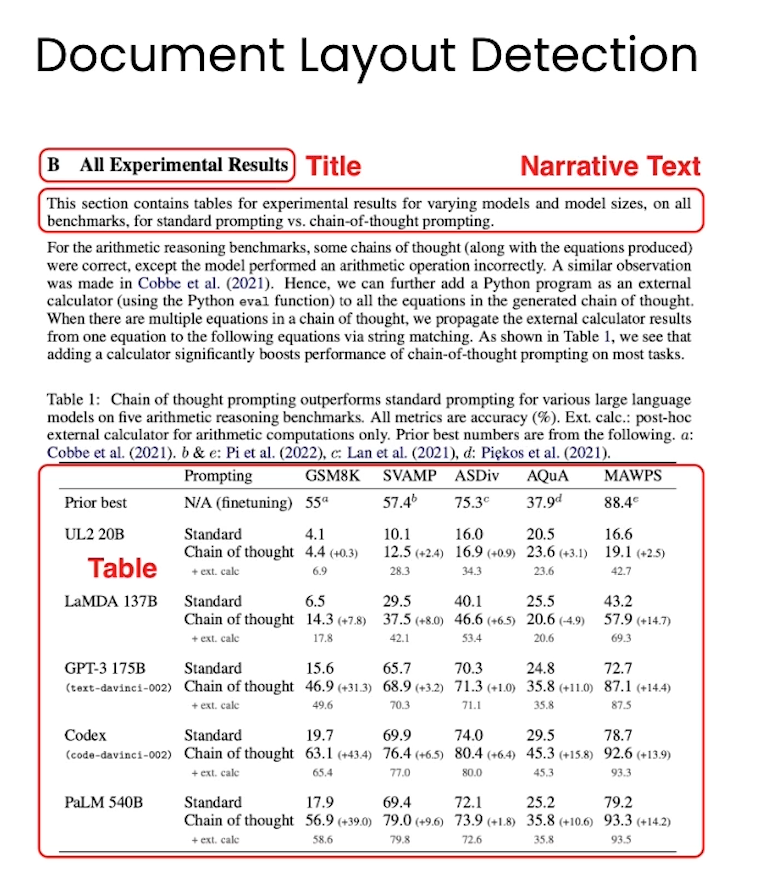 Document Layout Detection
B All Experimental Results Title Narrative Text
This section contains tables for experimental results for varying models and model sizes, on all
benchmarks, for standard prompting vs. chain-of-thought prompting.
For the arithmetic reasoning benchmarks, some chains of thought (along with the equations produced)
were correct, except the model performed an arithmetic operation incorrectly. A similar observation
was made in Cobbe et al. (2021). Hence, we can further add a Python program as an external
calculator (using the Python eval function) to all the equations in the generated chain of thought.
When there are multiple equations in a chain of thought, we propagate the external calculator results
from one equation to the following equations via string matching. As shown in Table 1, we see that
adding a calculator significantly boosts performance of chain-of-thought prompting on most tasks.
Table 1: Chain of thought prompting outperforms standard prompting for various large language
models on five arithmetic reasoning benchmarks. All metrics are accuracy (%). Ext. calc.: post-hoc
external calculator for arithmetic computations only. Prior best numbers are from the following. a:
Cobbe et al. (2021). b & e: Pi et al. (2022), c: Lan et al. (2021), d: Piękos et al. (2021).
Prompting GSM8K SVAMP ASDiv AQuA MAWPS
Prior best N/A (finetuning) 55a 57.4b 75.3c 37.9d 88.4e
UL2 20B Standard 4.1 10.1 16.0 20.5 16.6
Chain of thought 4.4 (+0.3) 12.5 (+2.4) 16.9 (+0.9) 23.6 (+3.1) 19.1 (+2.5)
Table + ext. calc 6.9 28.3 34.3 23.6 42.7
LaMDA 137B Standard 6.5 29.5 40.1 25.5 43.2
Chain of thought 14.3 (+7.8) 37.5 (+8.0) 46.6 (+6.5) 20.6 (-4.9) 57.9 (+14.7)
+ ext. calc 17.8 42.1 53.4 20.6 69.3
GPT-3 175B Standard 15.6 65.7 70.3 24.8 72.7
(text-davinci-002) Chain of thought 46.9 (+31.3) 68.9 (+3.2) 71.3 (+1.0) 35.8 (+11.0) 87.1 (+14.4)
+ ext. calc 49.6 70.3 71.1 35.8 87.5
Codex Standard 19.7 69.9 74.0 29.5 78.7
(code-davinci-002) Chain of thought 63.1 (+43.4) 76.4 (+6.5) 80.4 (+6.4) 45.3 (+15.8) 92.6 (+13.9)
+ ext. calc 65.4 77.0 80.0 45.3 93.3
PaLM 540B Standard 17.9 69.4 72.1 25.2 79.2
Chain of thought 56.9 (+39.0) 79.0 (+9.6) 73.9 (+1.8) 35.8 (+10.6) 93.3 (+14.2)
+ ext. calc 58.6 79.8 72.6 35.8 93.5